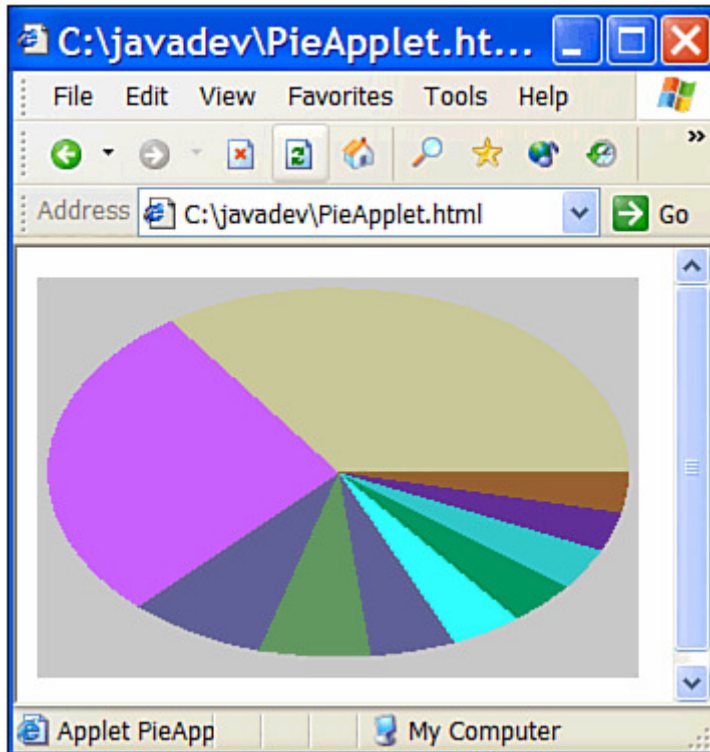 C:\javadev\PieApplet.ht...
File Edit View Favorites Tools Help
Address C:\javadev\PieApplet.html Go
Applet PieApp My Computer